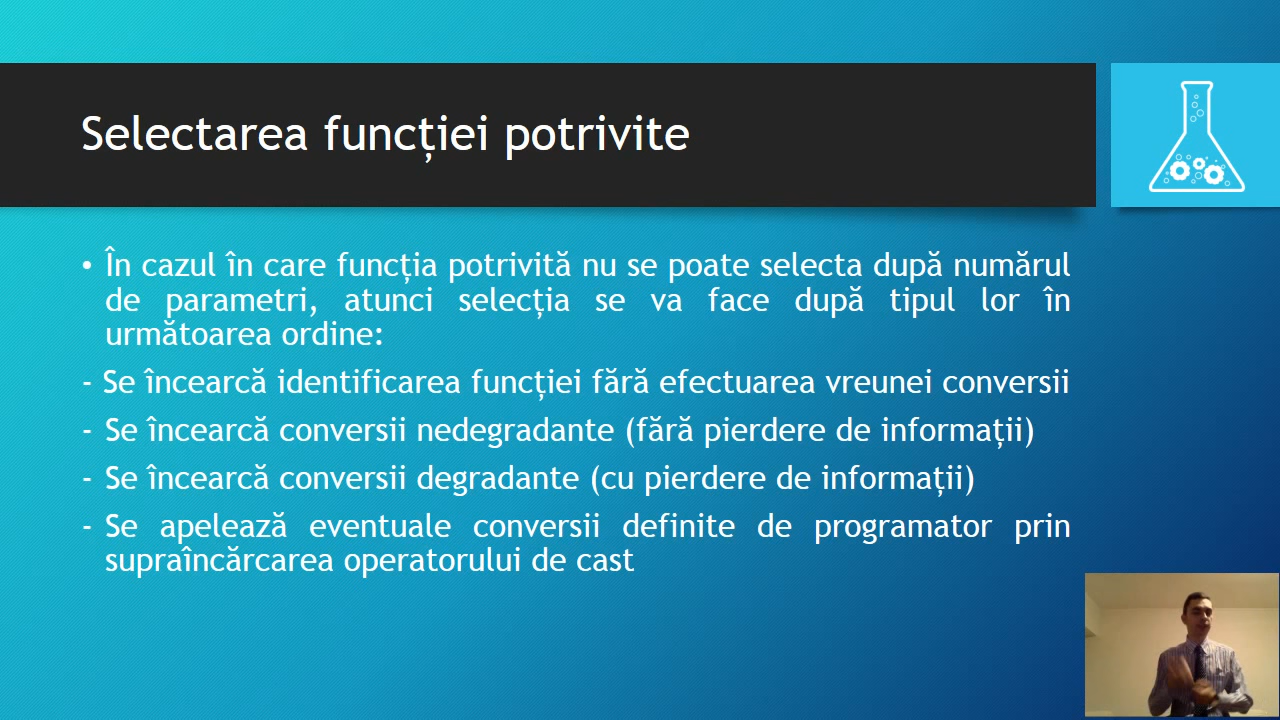 Selectarea funcției potrivite
• În cazul în care funcția potrivită nu se poate selecta după numărul
de parametri, atunci selecția se va face după tipul lor în
următoarea ordine:
- Se încearcă identificarea funcției fără efectuarea vreunei conversii
- Se încearcă conversii nedegradante (fără pierdere de informații)
- Se încearcă conversii degradante (cu pierdere de informații)
- Se apelează eventuale conversii definite de programator prin
supraîncărcarea operatorului de cast